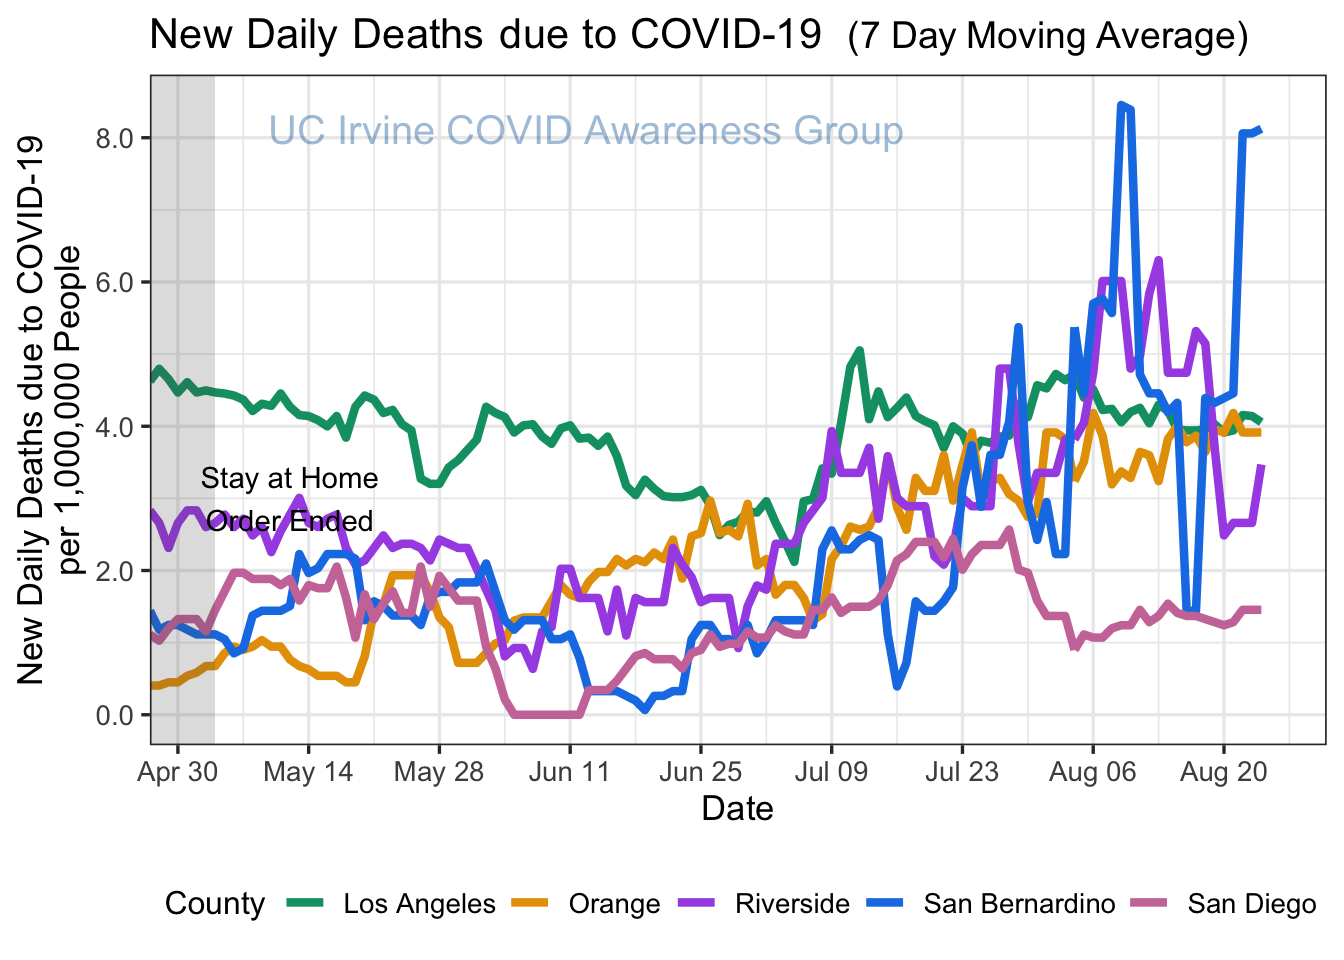 New Daily Deaths due to COVID-19 (7 Day Moving Average)
UC Irvine COVID Awareness Group
New Daily Deaths due to COVID-19
per 1,000,000 People
8.0
6.0
4.0
2.0
0.0
Stay at Home
Order Ended
Apr 30 May 14 May 28 Jun 11 Jun 25 Jul 09 Jul 23 Aug 06 Aug 20
Date
County Los Angeles Orange Riverside San Bernardino San Diego